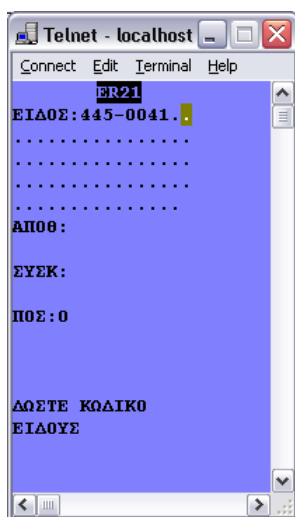 Telnet - localhost
Connect Edit Terminal Help
ER21
ΕΙΔΟΣ:445-0041..
................
................
................
...............
ΑΠΟΘ:
ΣΥΣΚ:
ΠΟΣ:0
ΔΩΣΤΕ ΚΩΔΙΚΟ
ΕΙΔΟΥΣ